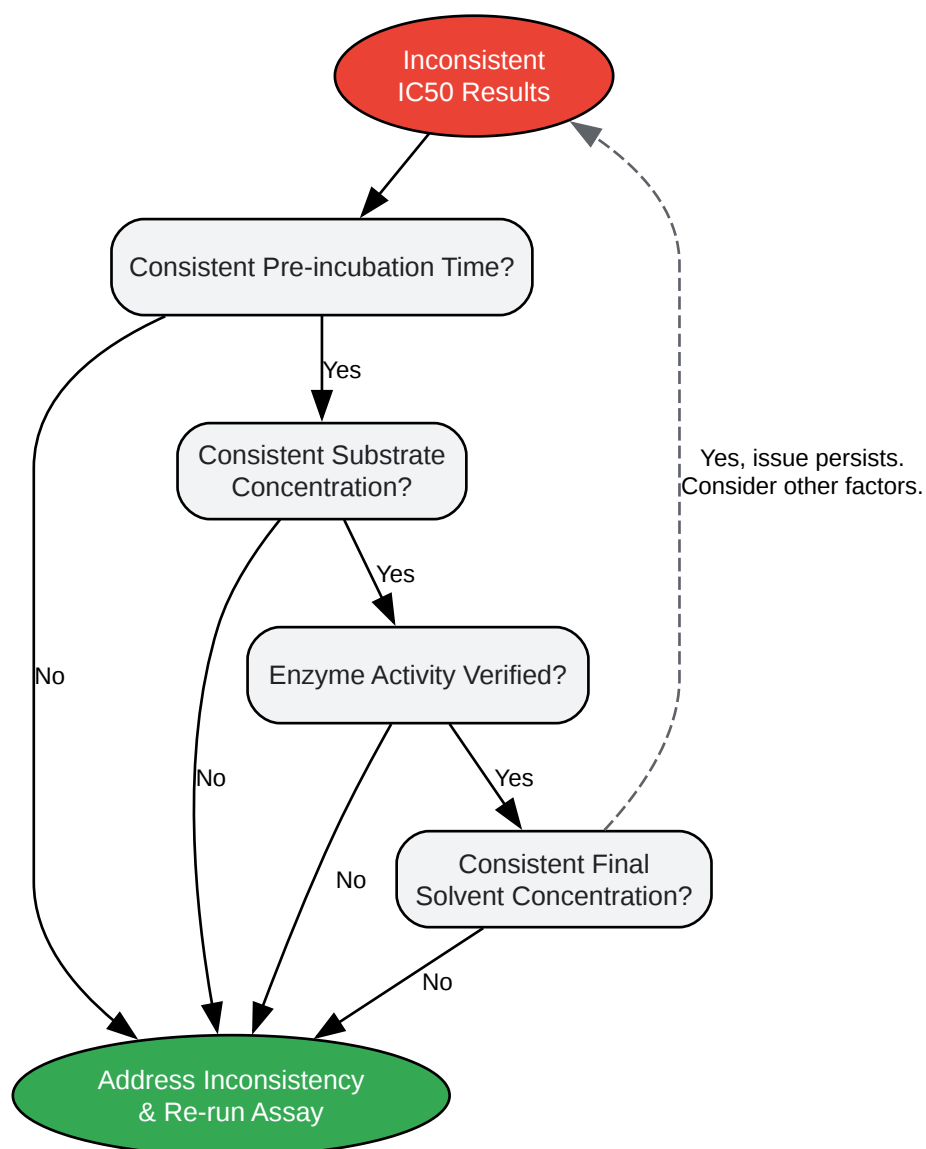 Inconsistent
IC50 Results
Consistent Pre-incubation Time?
Yes
Consistent Substrate
Concentration?
Yes, issue persists.
Consider other factors.
Yes
No
Enzyme Activity Verified?
No
Yes
Consistent Final
Solvent Concentration?
No
No
Address Inconsistency
& Re-run Assay